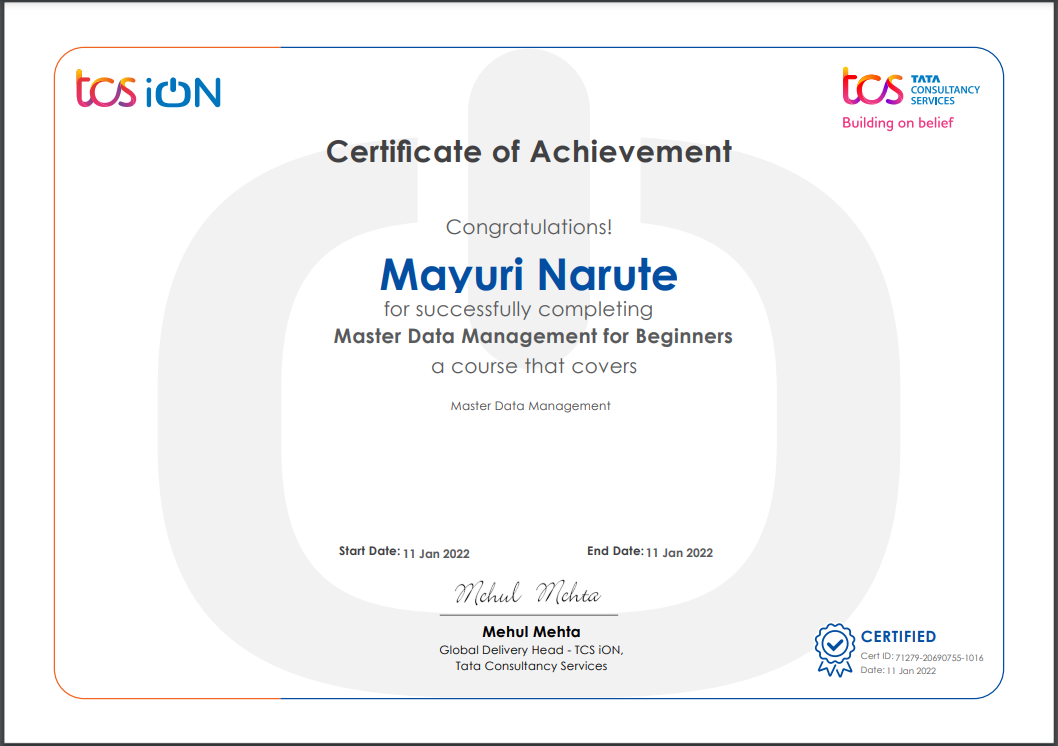 tcs iON
tcs TATA
CONSULTANCY
SERVICES
Building on belief
Certificate of Achievement
Congratulations!
Mayuri Narute
for successfully completing
Master Data Management for Beginners
a course that covers
Master Data Management
Start Date: 11 Jan 2022 End Date: 11 Jan 2022
Mehul Mehta
Mehul Mehta
Global Delivery Head - TCS iON,
Tata Consultancy Services
CERTIFIED
Cert ID: 71279-20690755-1016
Date: 11 Jan 2022